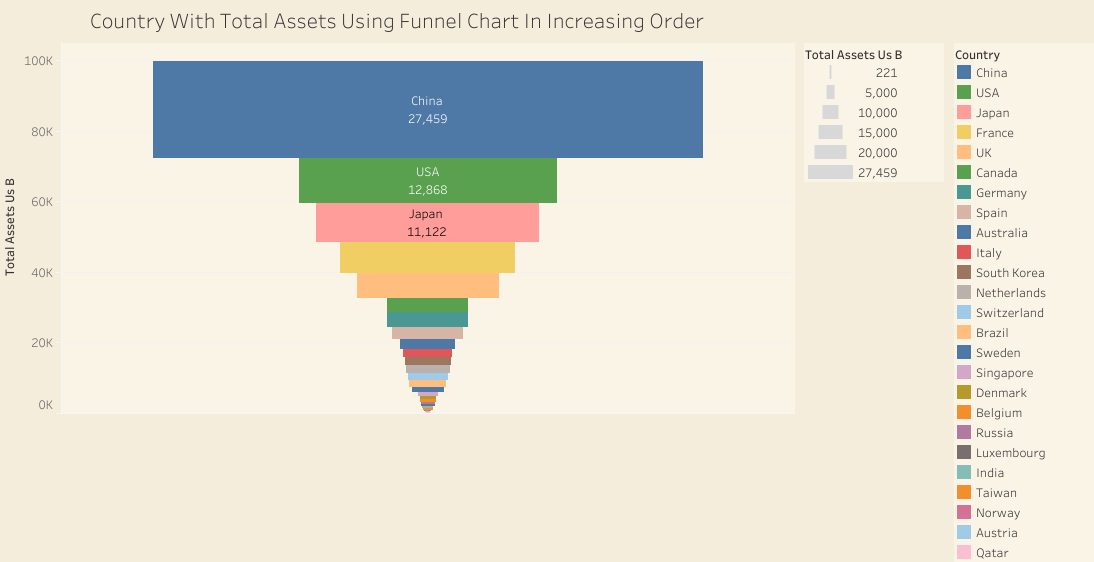 Country With Total Assets Using Funnel Chart In Increasing Order
Total Assets Us B
100K
80K
60K
40K
20K
0K
China
27,459
USA
12,868
Japan
11,122
Total Assets Us B
221
5,000
10,000
15,000
20,000
27,459
Country
China
USA
Japan
France
UK
Canada
Germany
Spain
Australia
Italy
South Korea
Netherlands
Switzerland
Brazil
Sweden
Singapore
Denmark
Belgium
Russia
Luxembourg
India
Taiwan
Norway
Austria
Qatar